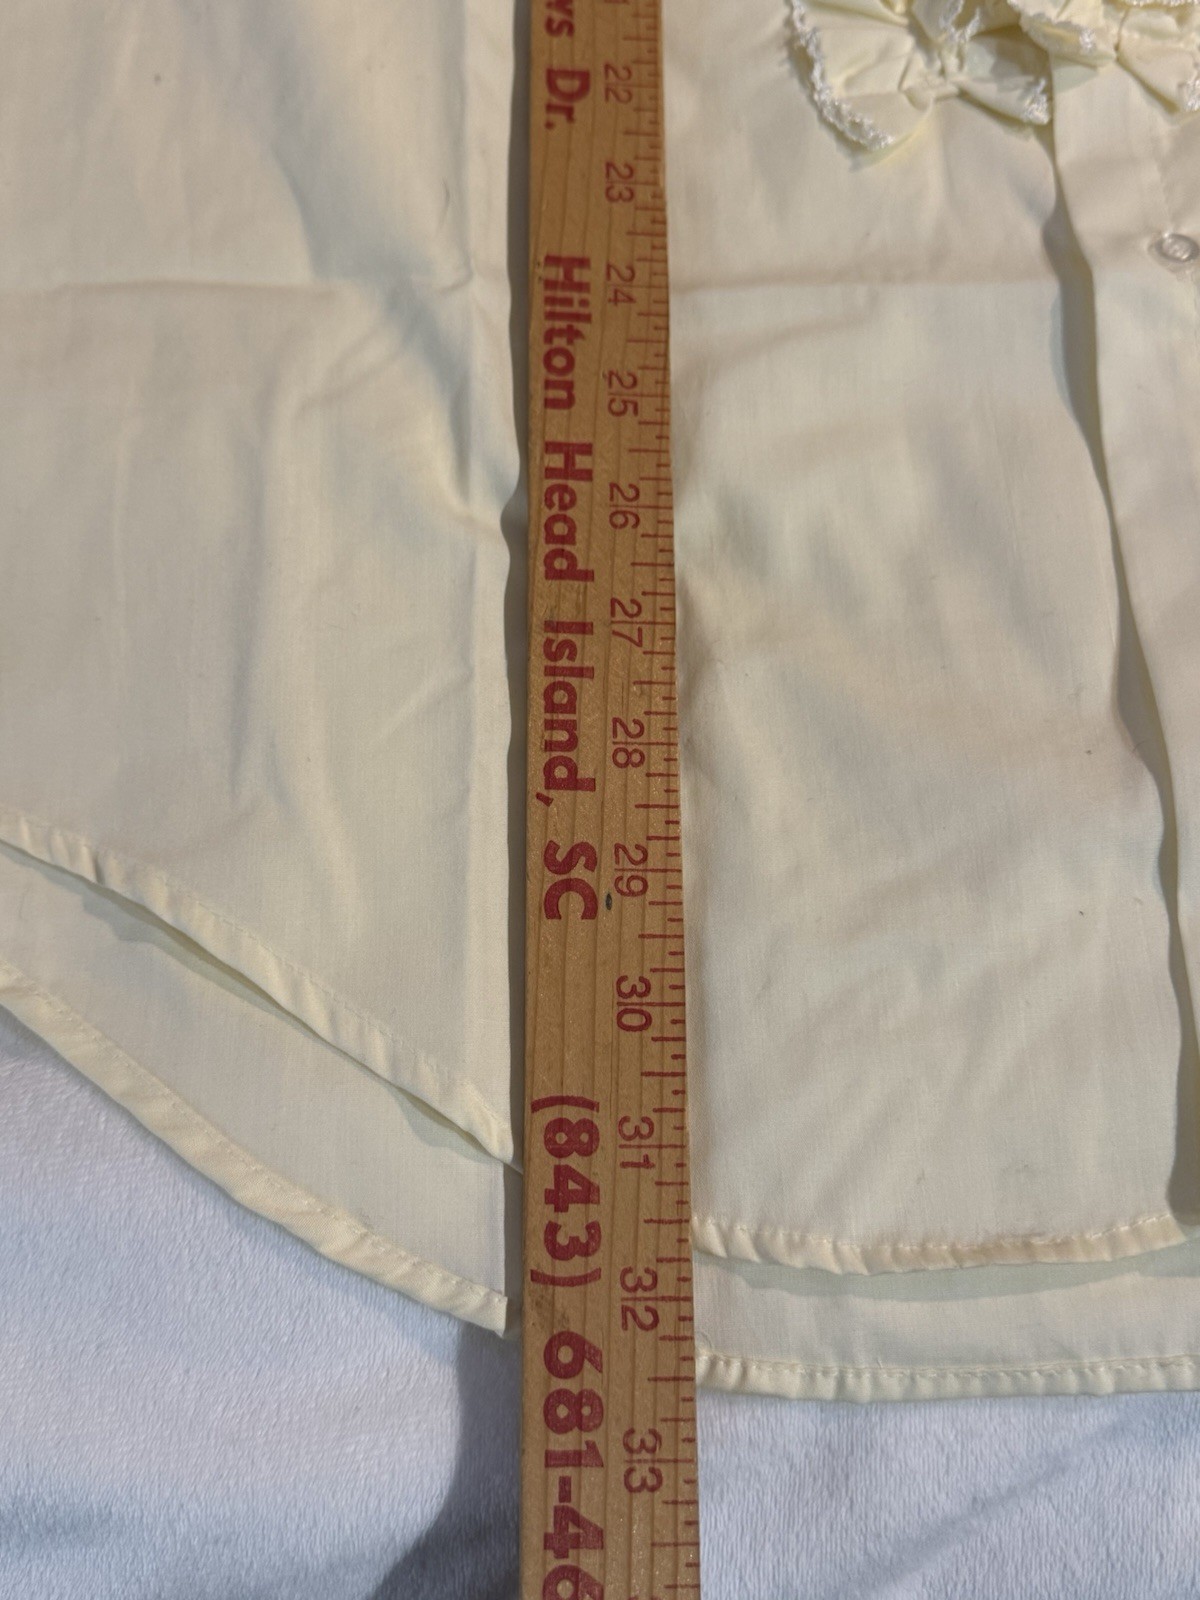 ws Dr. Hilton Head Island, SC (843) 681-46
22 23 24 25 26 27 28 29 30 31 32 33